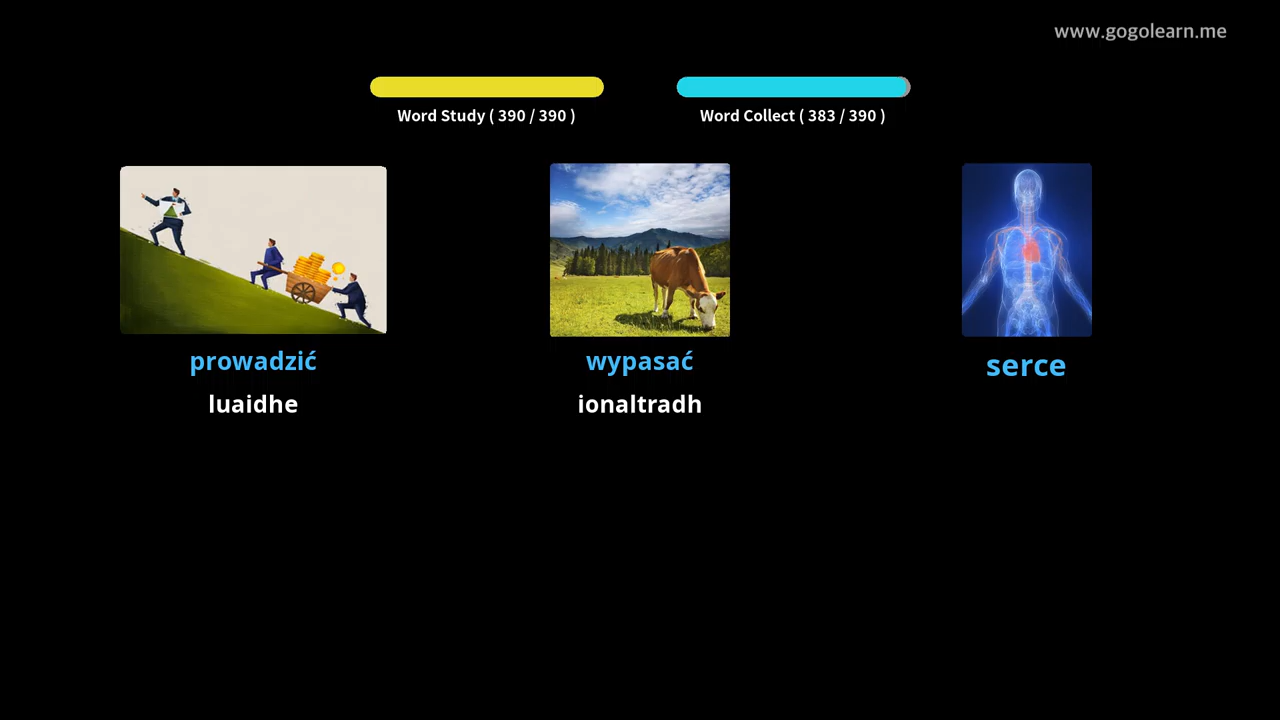 www.gogolearn.me
Word Study ( 390 / 390 )
Word Collect ( 383 / 390 )
prowadzić
luaidhe
wypasać
ionaltradh
serce